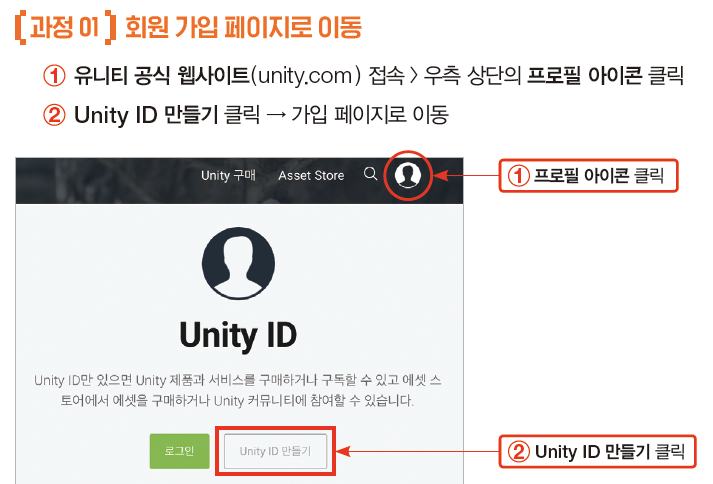 [과정 01] 회원 가입 페이지로 이동
① 유니티 공식 웹사이트(unity.com) 접속 > 우측 상단의 프로필 아이콘 클릭
② Unity ID 만들기 클릭 → 가입 페이지로 이동
Unity 구매 Asset Store
① 프로필 아이콘 클릭
Unity ID
Unity ID만 있으면 Unity 제품과 서비스를 구매하거나 구독할 수 있고 에셋 스
토어에서 에셋을 구매하거나 Unity 커뮤니티에 참여할 수 있습니다.
로그인 Unity ID 만들기
② Unity ID 만들기 클릭